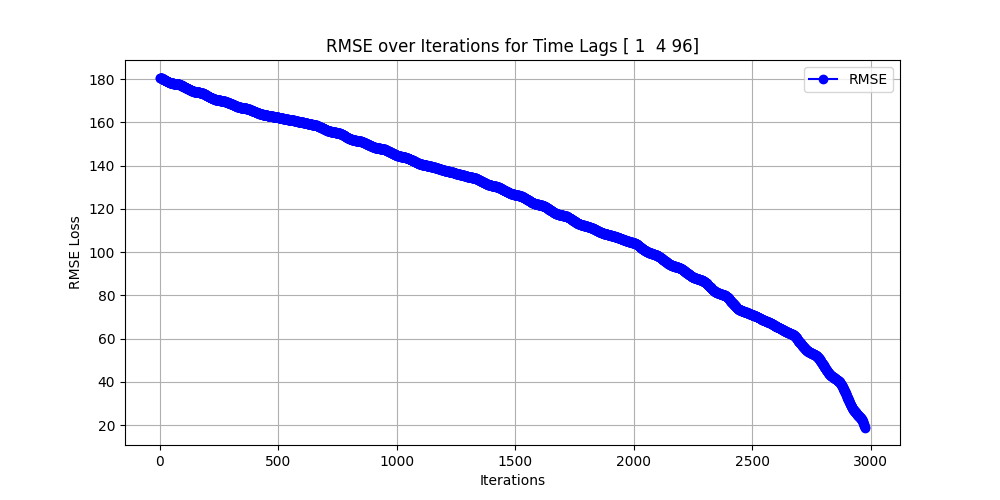 RMSE over Iterations for Time Lags [ 1  4 96]
RMSE
RMSE Loss
180
160
140
120
100
80
60
40
20
0 500 1000 1500 2000 2500 3000
Iterations